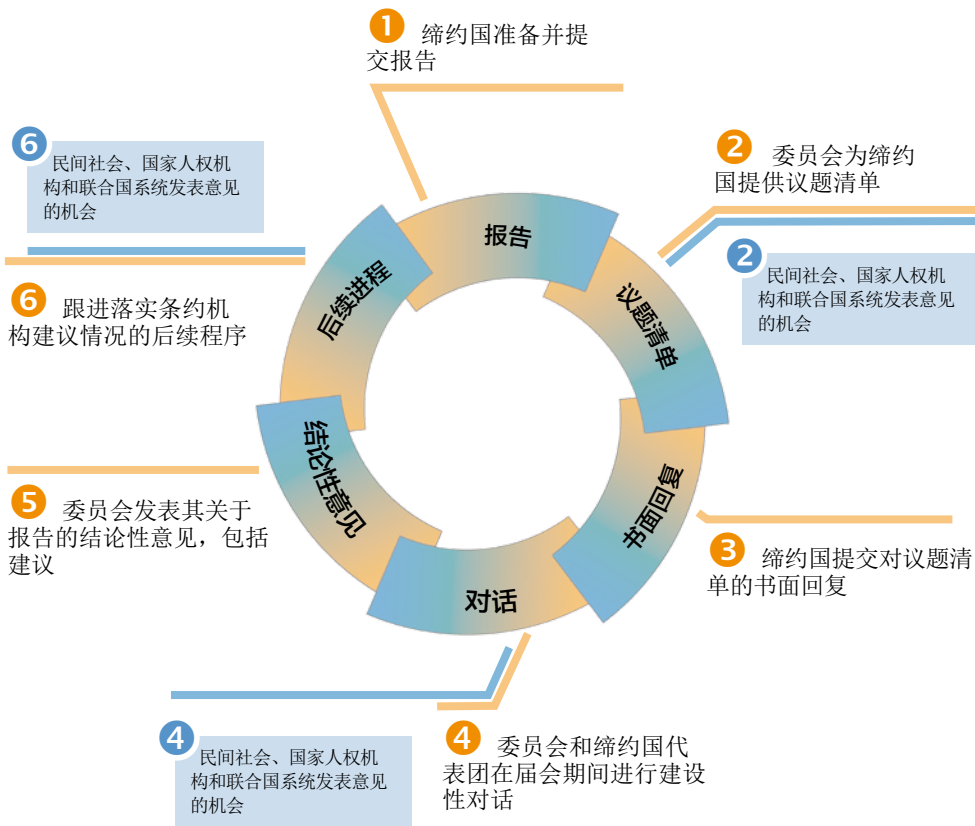 1 缔约国准备并提
交报告
2 委员会为缔约
国提供议题清单
2 民间社会、国家人权机
构和联合国系统发表意见
的机会
3 缔约国提交对议题清
单的书面回复
4 委员会和缔约国代
表团在届会期间进行建设
性对话
4 民间社会、国家人权机
构和联合国系统发表意见
的机会
5 委员会发表其关于
报告的结论性意见，包括
建议
6 跟进落实条约机
构建议情况的后续程序
6 民间社会、国家人权机
构和联合国系统发表意见
的机会
报告
议题清单
书面回复
对话
结论性意见
后续进程